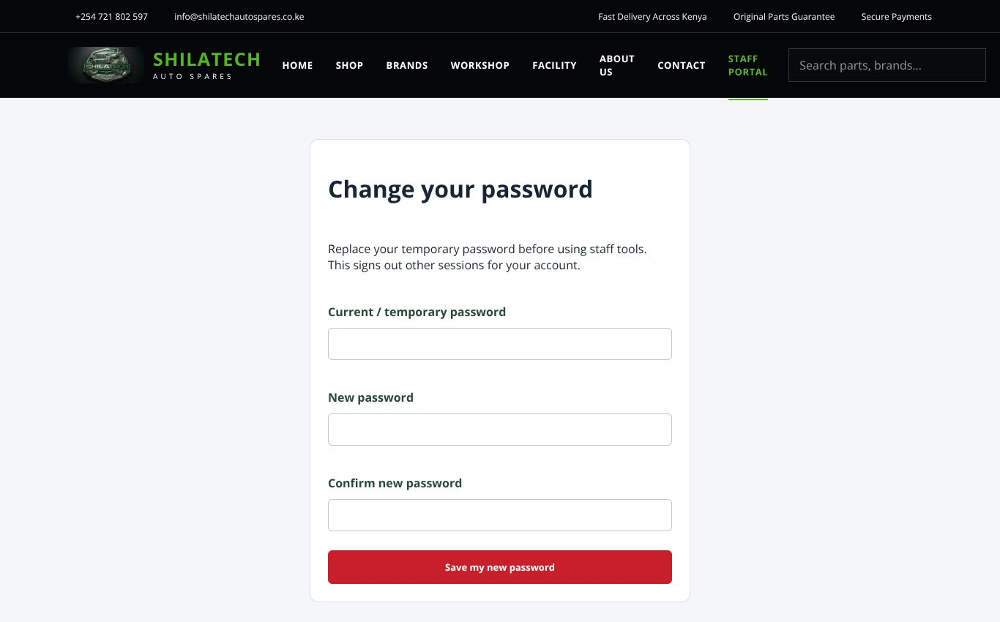 +254 721 802 597 info@shilatechautospares.co.ke Fast Delivery Across Kenya Original Parts Guarantee Secure Payments
SHILATECH
AUTO SPARES
HOME SHOP BRANDS WORKSHOP FACILITY ABOUT US CONTACT STAFF PORTAL Search parts, brands...
Change your password
Replace your temporary password before using staff tools.
This signs out other sessions for your account.
Current / temporary password
New password
Confirm new password
Save my new password